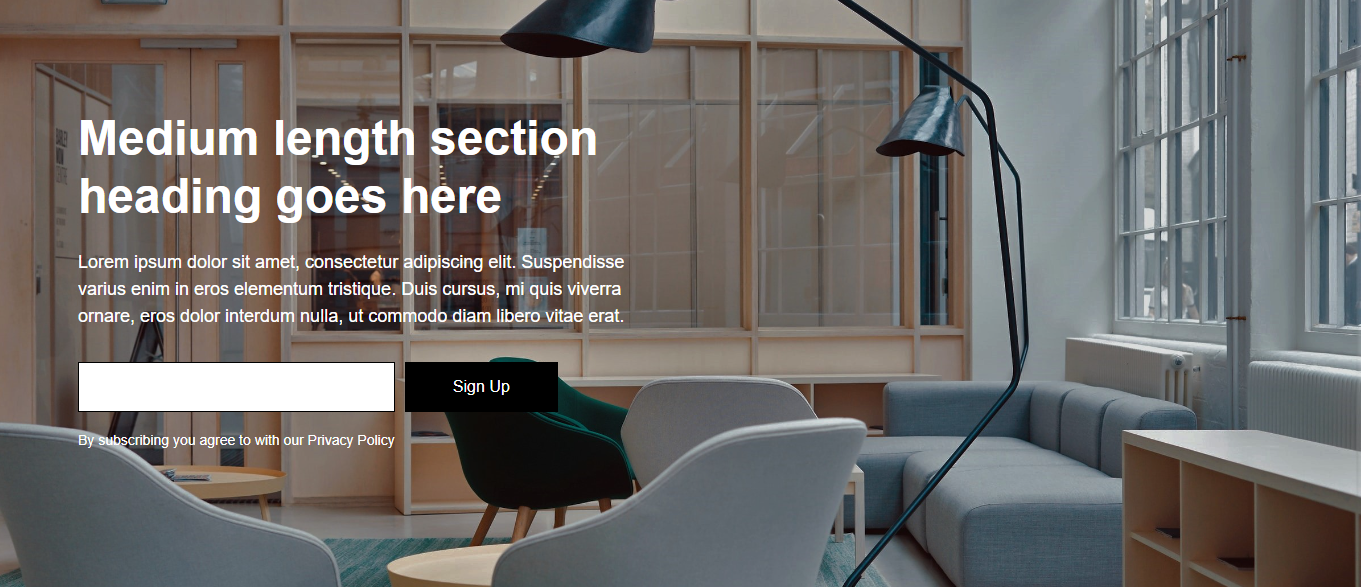 Medium length section
heading goes here
Lorem ipsum dolor sit amet, consectetur adipiscing elit. Suspendisse
varius enim in eros elementum tristique. Duis cursus, mi quis viverra
ornare, eros dolor interdum nulla, ut commodo diam libero vitae erat.
Sign Up
By subscribing you agree to with our Privacy Policy